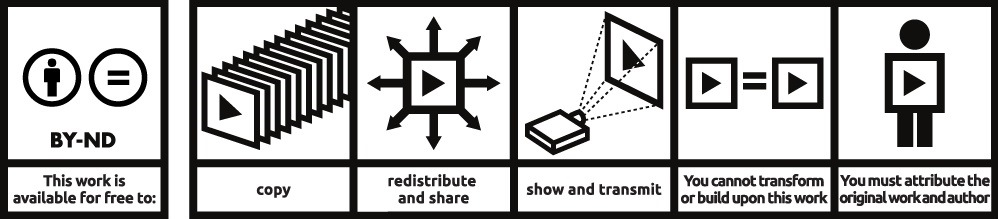 BY-ND
This work is
available for free to:
copy
redistribute
and share
show and transmit
You cannot transform
or build upon this work
You must attribute the
original work and author